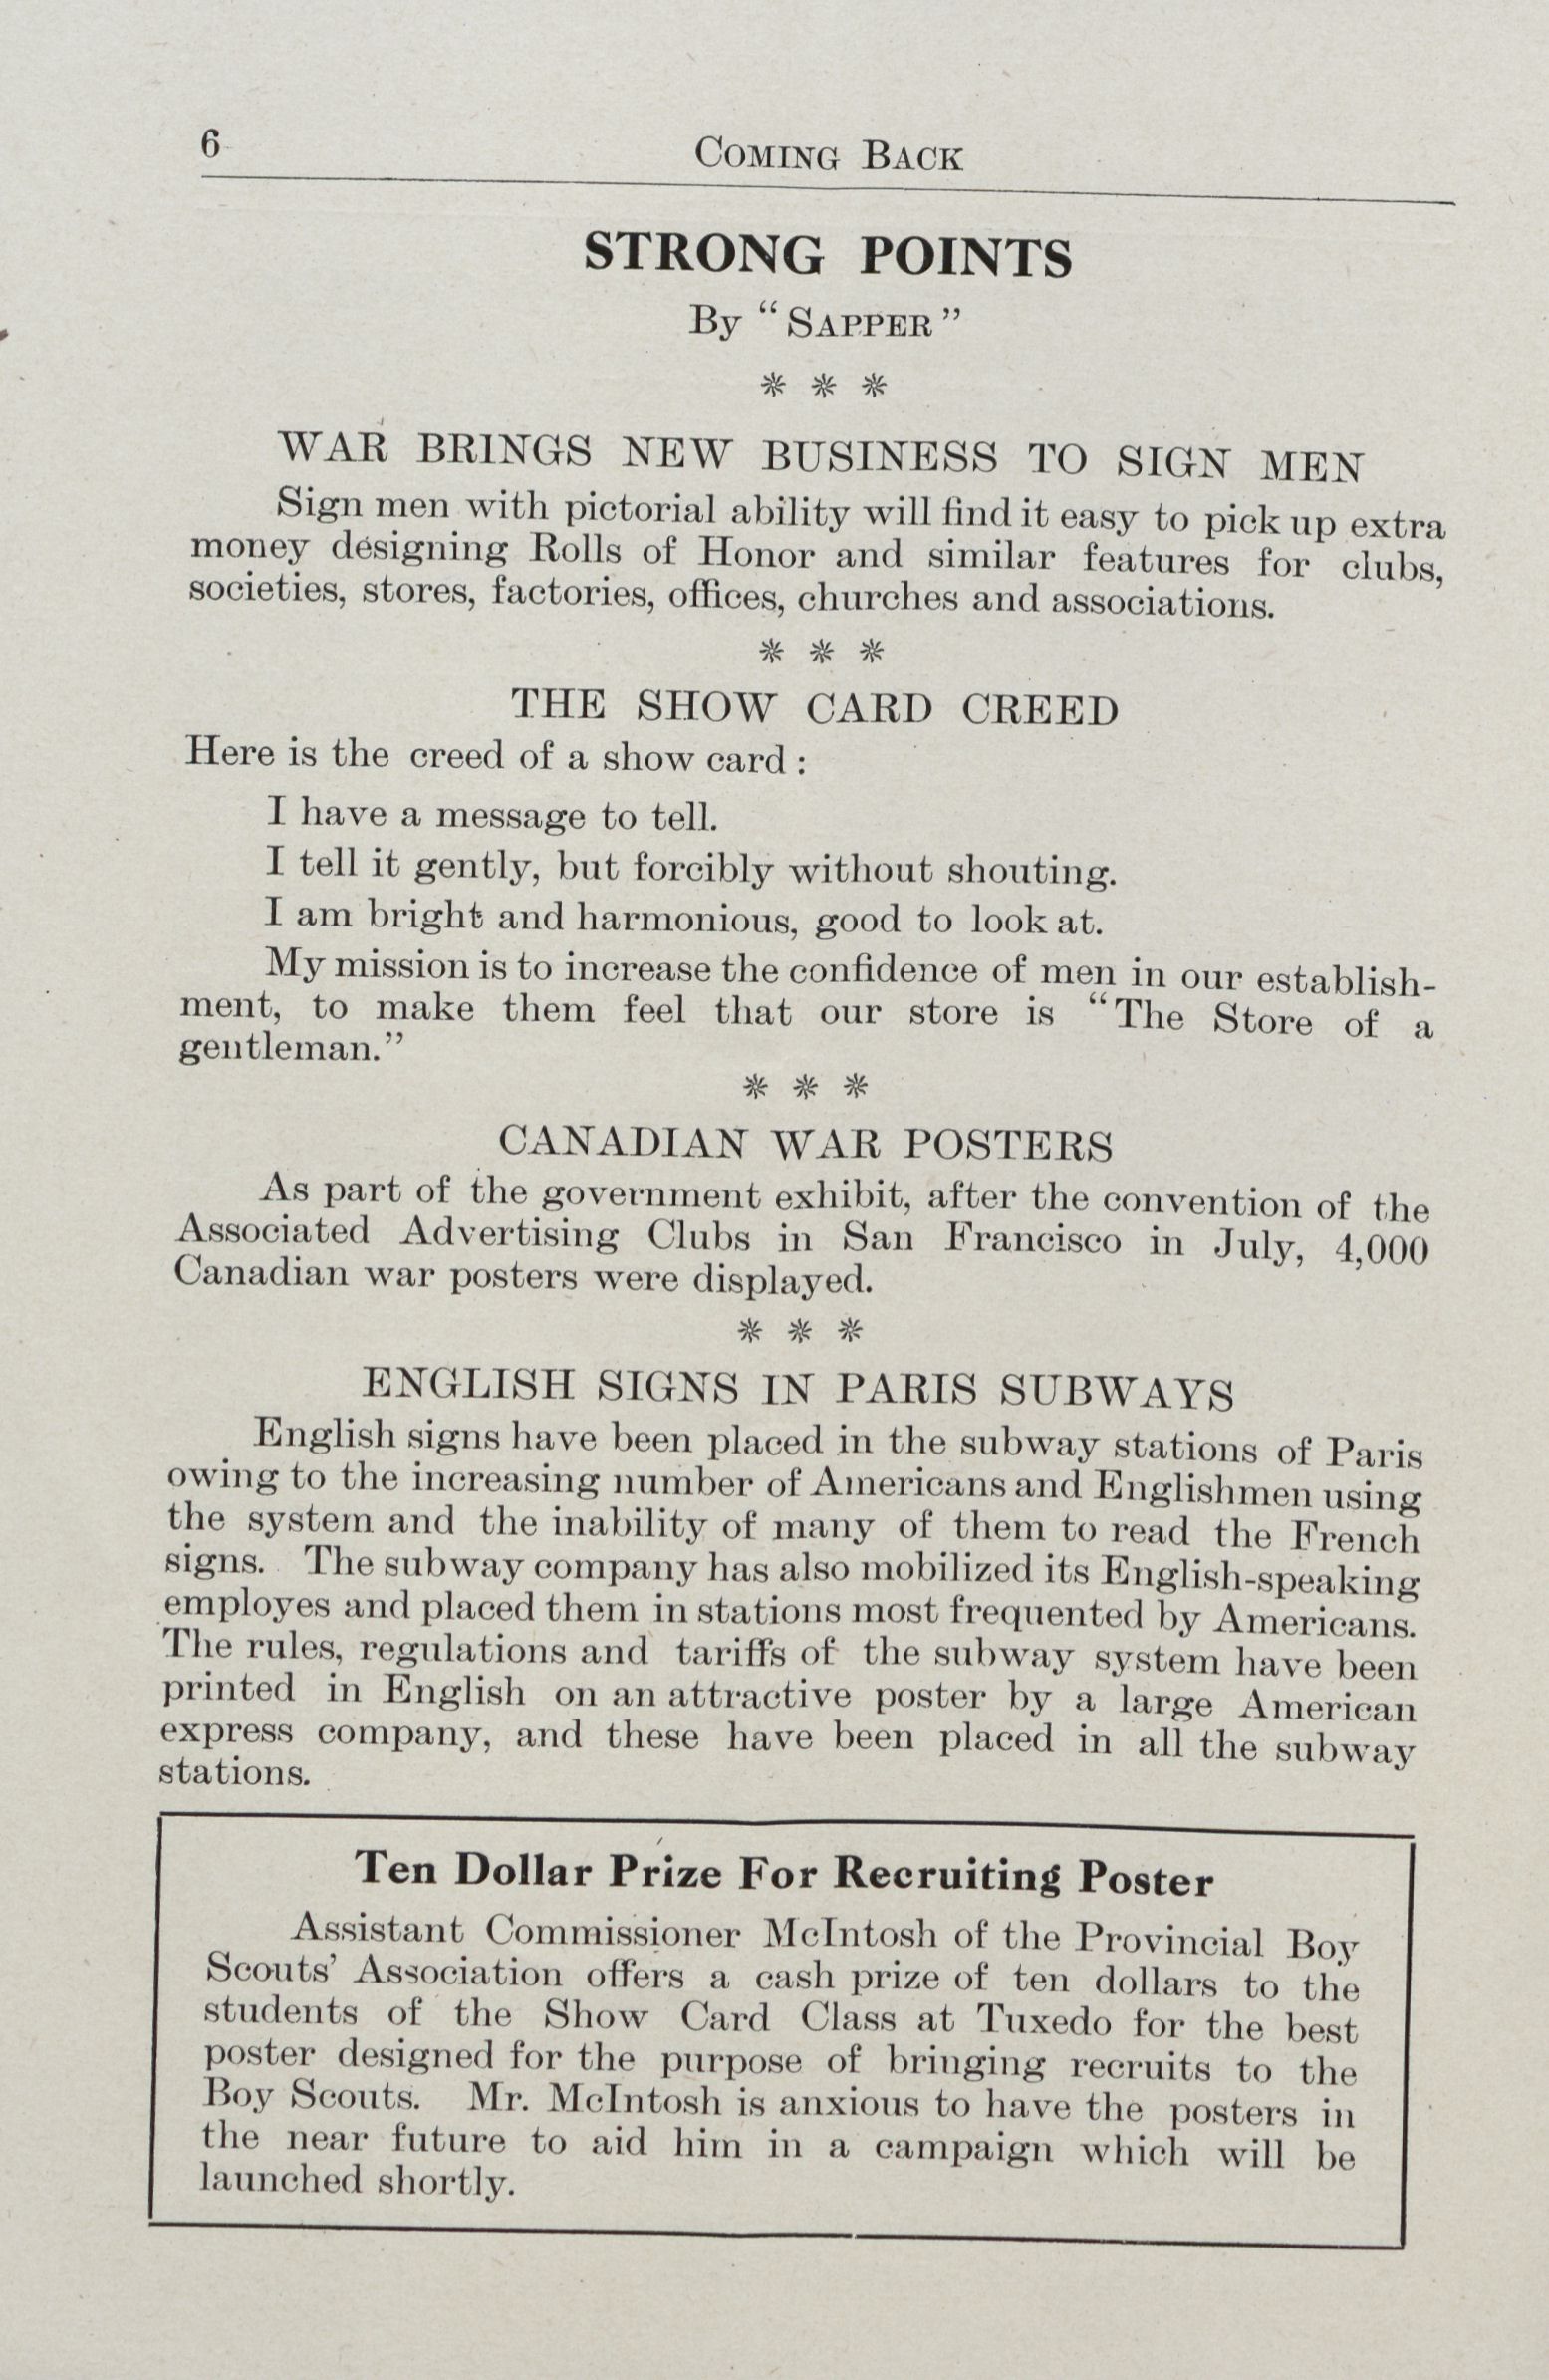 6
COMING BACK
STRONG POINTS
By “SAPPER”
* * *
WAR BRINGS NEW BUSINESS TO SIGN MEN
Sign men with pictorial ability will find it easy to pick up extra
money designing Rolls of Honor and similar features for clubs,
societies, stores, factories, offices, churches and associations.
* * *
THE SHOW CARD CREED
Here is the creed of a show card:
I have a message to tell.
I tell it gently, but forcibly without shouting.
I am bright and harmonious, good to look at.
My mission is to increase the confidence of men in our establish-
ment, to make them feel that our store is “The Store of a
gentleman.”
* * *
CANADIAN WAR POSTERS
As part of the government exhibit, after the convention of the
Associated Advertising Clubs in San Francisco in July, 4,000
Canadian war posters were displayed.
* * *
ENGLISH SIGNS IN PARIS SUBWAYS
English signs have been placed in the subway stations of Paris
owing to the increasing number of Americans and Englishmen using
the system and the inability of many of them to read the French
signs. The subway company has also mobilized its English-speaking
employes and placed them in stations most frequented by Americans.
The rules, regulations and tariffs of the subway system have been
printed in English on an attractive poster by a large American
express company, and these have been placed in all the subway
stations.
Ten Dollar Prize For Recruiting Poster
Assistant Commissioner McIntosh of the Provincial Boy
Scouts’ Association offers a cash prize of ten dollars to the
students of the Show Card Class at Tuxedo for the best
poster designed for the purpose of bringing recruits to the
Boy Scouts. Mr. McIntosh is anxious to have the posters in
the near future to aid him in a campaign which will be
launched shortly.